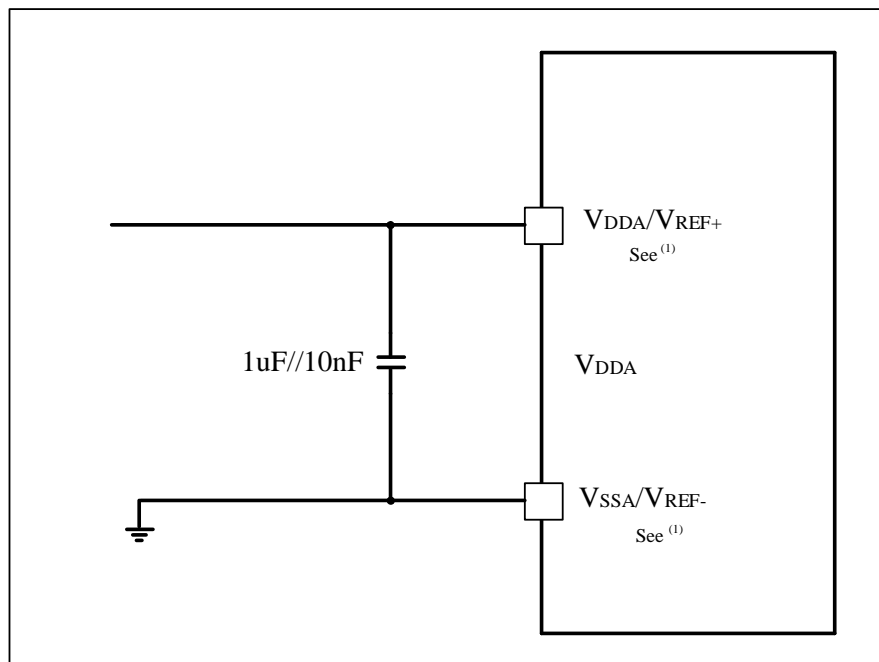 VDDA/VREF+
See (1)
1uF//10nF
VDDA
VSSA/VREF-
See (1)